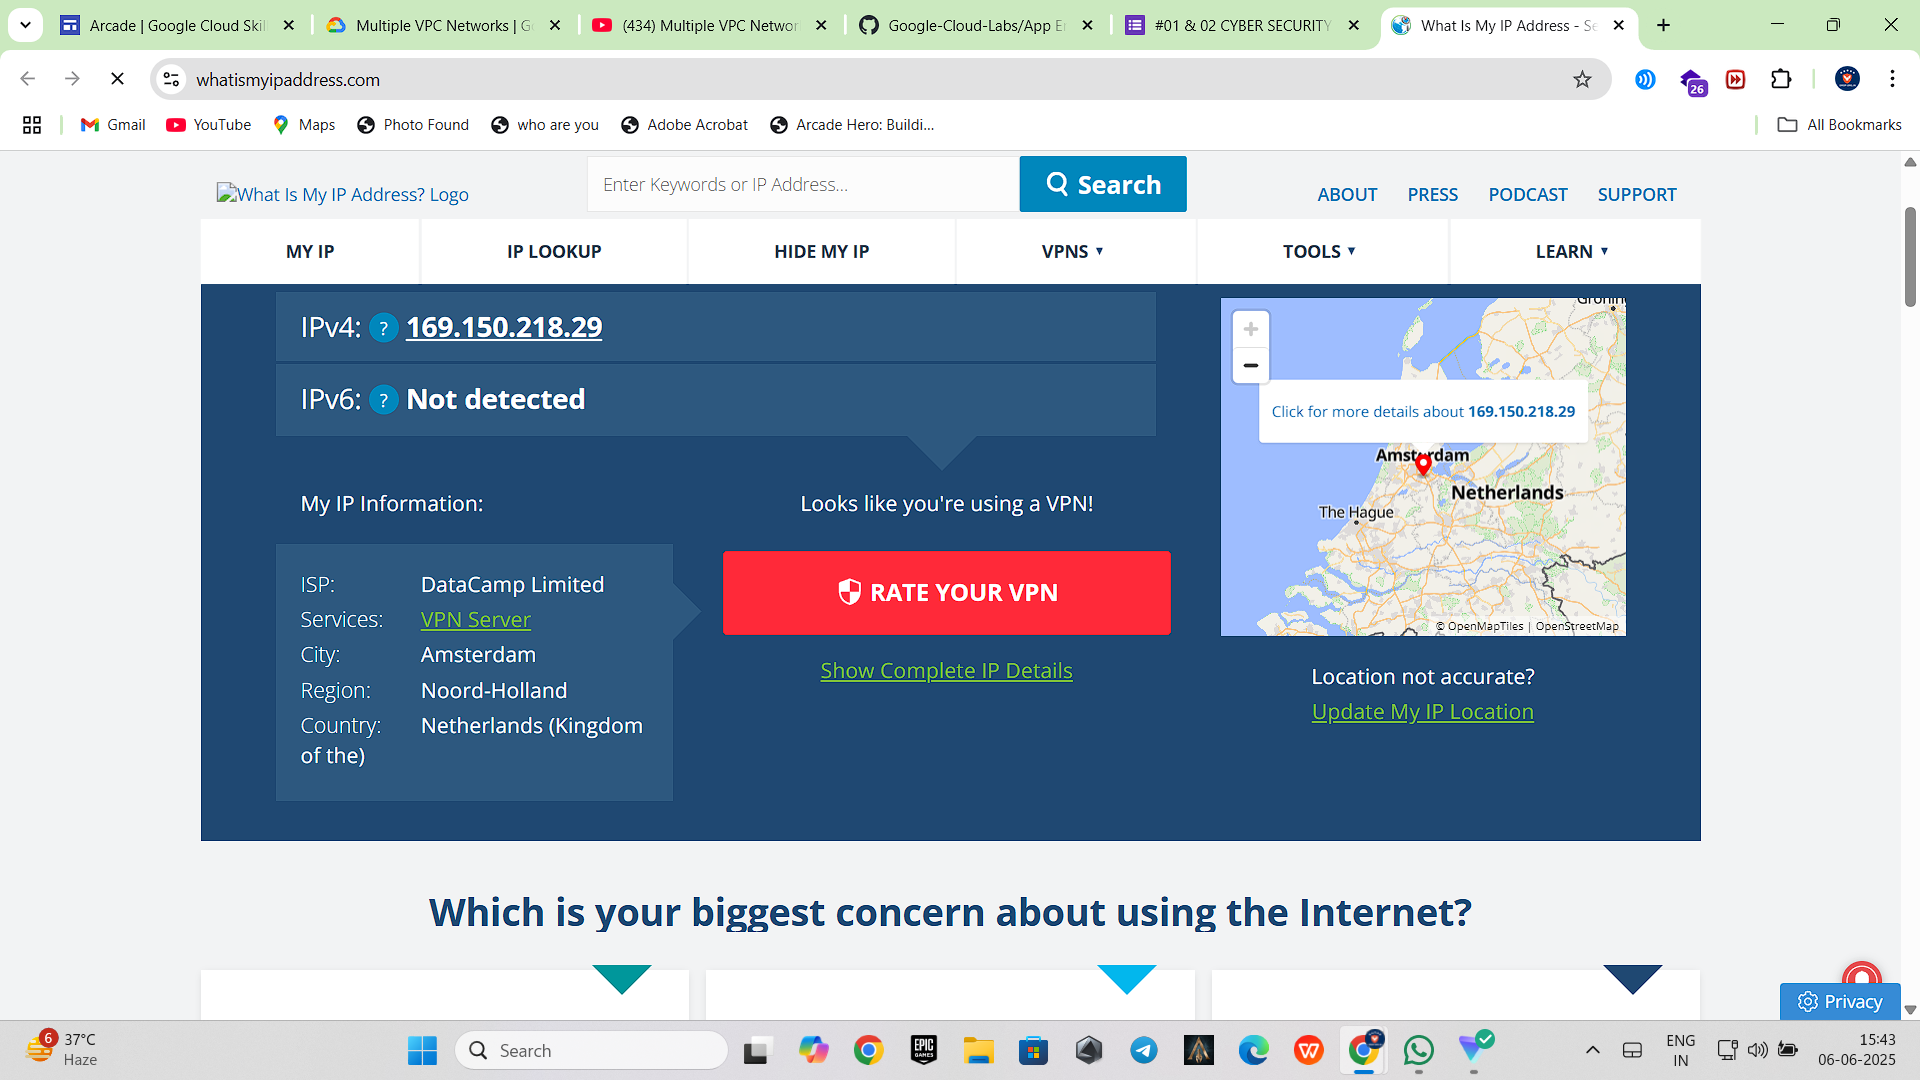 Arcade | Google Cloud Skil
Multiple VPC Networks | G
(434) Multiple VPC Networ
Google-Cloud-Labs/App E
#01 & 02 CYBER SECURITY
What Is My IP Address - Se
whatismyipaddress.com
26
Gmail
YouTube
Maps
Photo Found
who are you
Adobe Acrobat
Arcade Hero: Buildi...
All Bookmarks
What Is My IP Address? Logo
Enter Keywords or IP Address...
Search
ABOUT
PRESS
PODCAST
SUPPORT
MY IP
IP LOOKUP
HIDE MY IP
VPNS ▼
TOOLS ▼
LEARN ▼
IPv4: ? 169.150.218.29
IPv6: ? Not detected
My IP Information:
ISP: DataCamp Limited
Services: VPN Server
City: Amsterdam
Region: Noord-Holland
Country: Netherlands (Kingdom
of the)
Looks like you're using a VPN!
RATE YOUR VPN
Show Complete IP Details
Gronin
+
−
Click for more details about 169.150.218.29
Amsterdam
Netherlands
The Hague
© OpenMapTiles | OpenStreetMap
Location not accurate?
Update My IP Location
Which is your biggest concern about using the Internet?
Privacy
6
37°C
Haze
Search
EPIC
GAMES
W
ENG
IN
15:43
06-06-2025